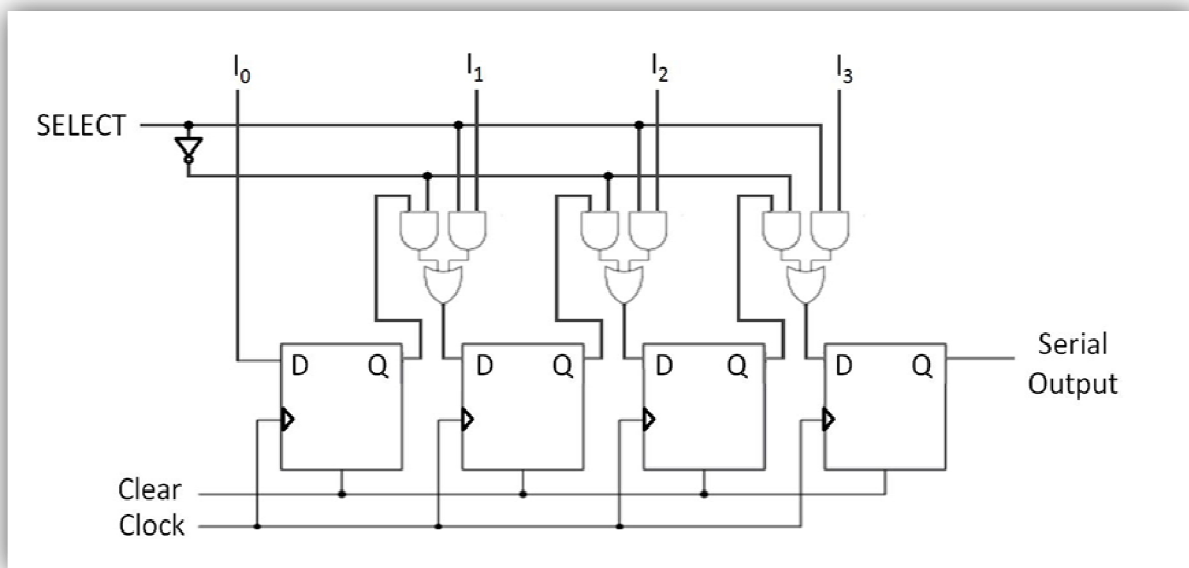 I₀ I₁ I₂ I₃
SELECT
D Q D Q D Q D Q
Serial
Output
Clear
Clock